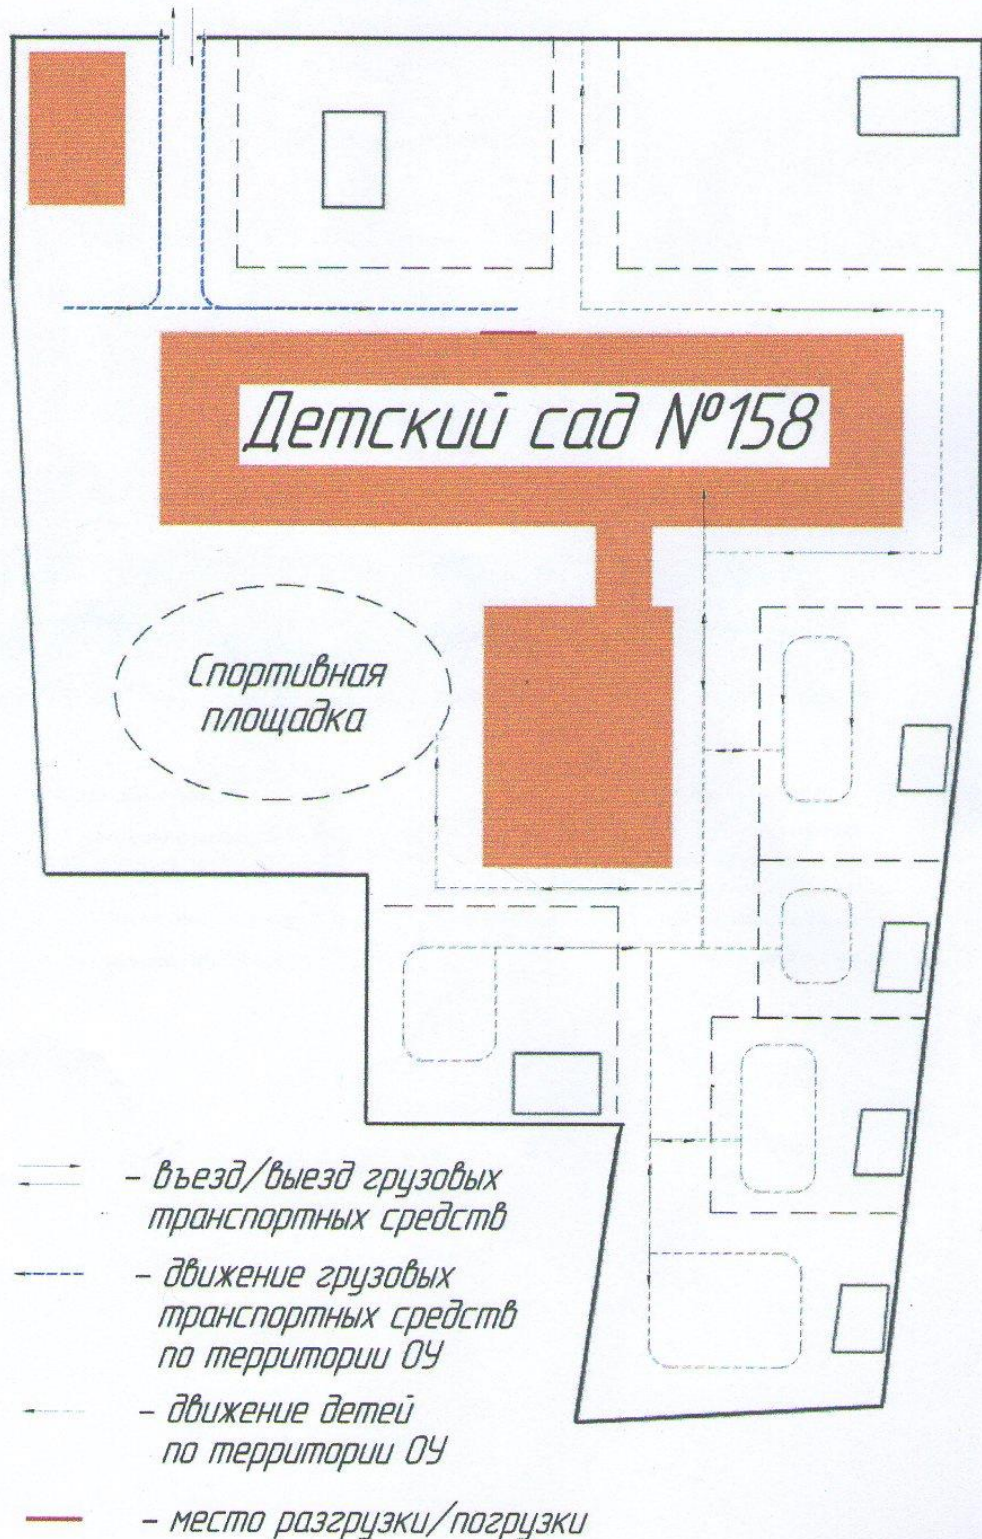 Детский сад №158
Спортивная
площадка
- въезд/выезд грузовых
транспортных средств
- движение грузовых
транспортных средств
по территории ОУ
- движение детей
по территории ОУ
- место разгрузки/погрузки